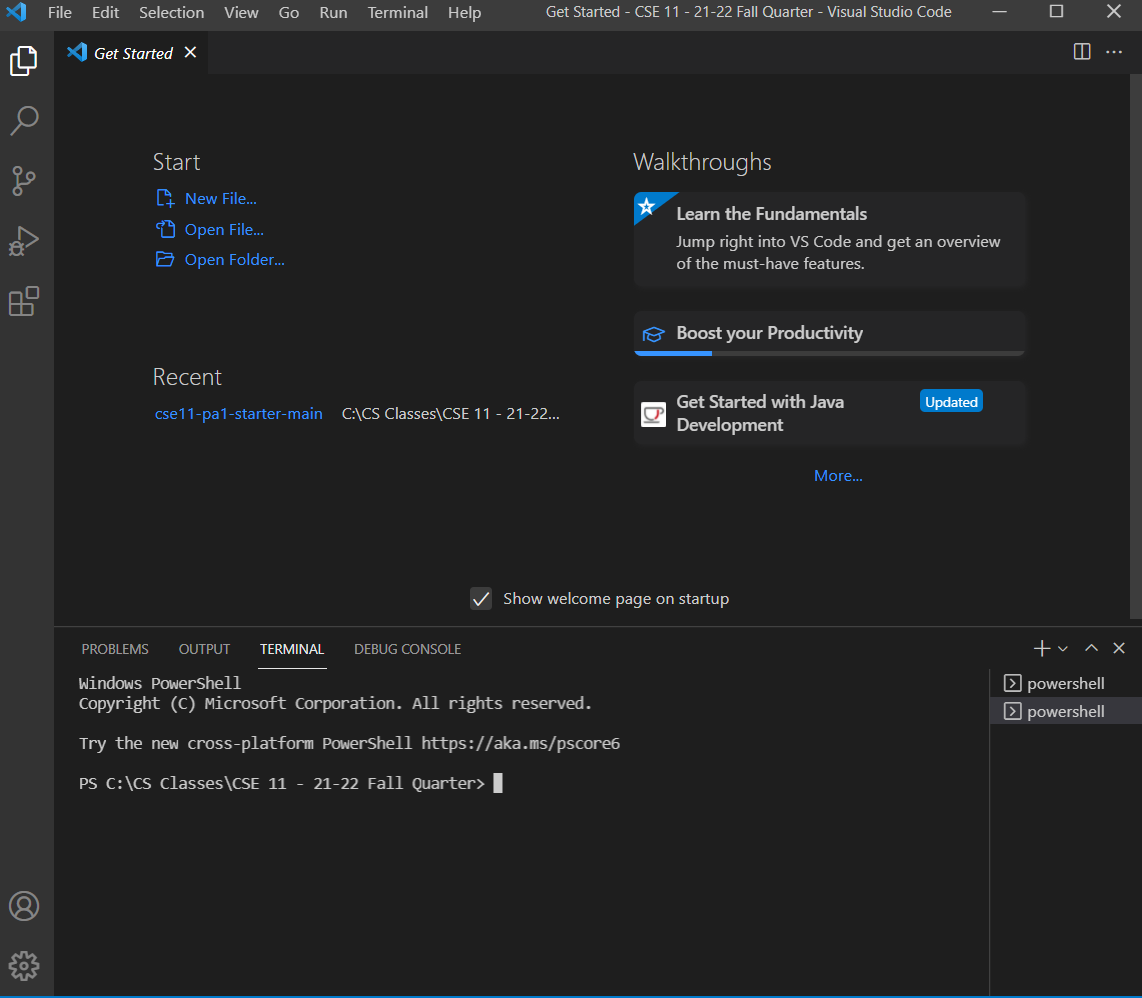 File Edit Selection View Go Run Terminal Help Get Started - CSE 11 - 21-22 Fall Quarter - Visual Studio Code
Get Started
Start
New File...
Open File...
Open Folder...
Recent
cse11-pa1-starter-main C:\CS Classes\CSE 11 - 21-22...
Walkthroughs
Learn the Fundamentals
Jump right into VS Code and get an overview
of the must-have features.
Boost your Productivity
Get Started with Java
Development
Updated
More...
Show welcome page on startup
PROBLEMS OUTPUT TERMINAL DEBUG CONSOLE
Windows PowerShell
Copyright (C) Microsoft Corporation. All rights reserved.
Try the new cross-platform PowerShell https://aka.ms/pscore6
PS C:\CS Classes\CSE 11 - 21-22 Fall Quarter>
powershell
powershell